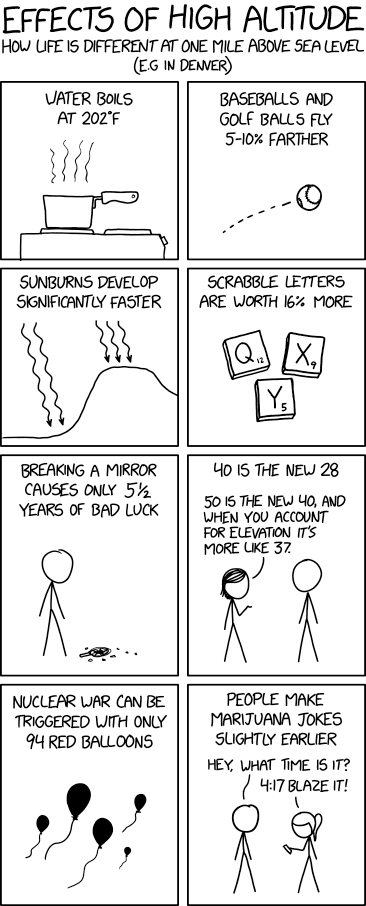 EFFECTS OF HIGH ALTITUDE
HOW LIFE IS DIFFERENT AT ONE MILE ABOVE SEA LEVEL
(E.G IN DENVER)
WATER BOILS
AT 202°F
BASEBALLS AND
GOLF BALLS FLY
5-10% FARTHER
SUNBURNS DEVELOP
SIGNIFICANTLY FASTER
SCRABBLE LETTERS
ARE WORTH 16% MORE
Q12
X9
Y5
BREAKING A MIRROR
CAUSES ONLY 5½
YEARS OF BAD LUCK
40 IS THE NEW 28
50 IS THE NEW 40, AND
WHEN YOU ACCOUNT
FOR ELEVATION IT'S
MORE LIKE 37.
NUCLEAR WAR CAN BE
TRIGGERED WITH ONLY
94 RED BALLOONS
PEOPLE MAKE
MARIJUANA JOKES
SLIGHTLY EARLIER
HEY, WHAT TIME IS IT?
4:17 BLAZE IT!